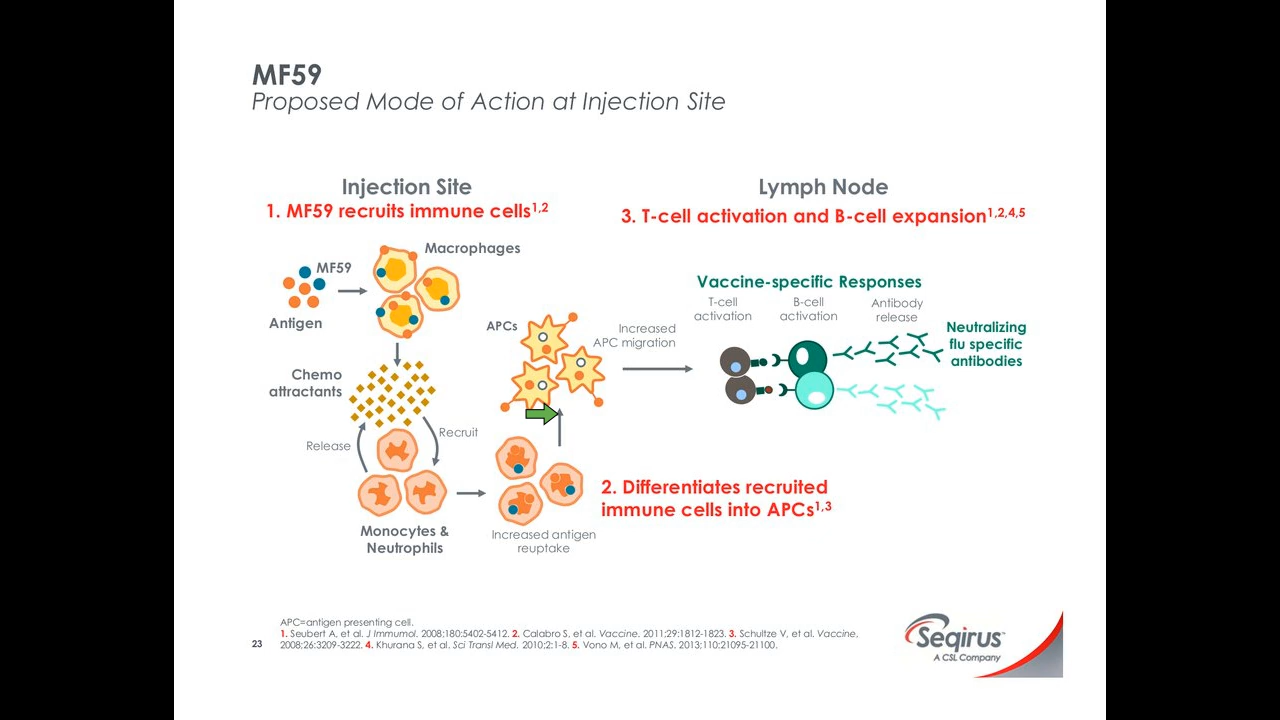 MF59
Proposed Mode of Action at Injection Site
Injection Site
1. MF59 recruits immune cells1,2
Macrophages
MF59
Antigen
Chemo
attractants
Release
Recruit
Monocytes &
Neutrophils
Increased antigen
reuptake
APCs
Increased
APC migration
2. Differentiates recruited
immune cells into APCs1,3
Lymph Node
3. T-cell activation and B-cell expansion1,2,4,5
Vaccine-specific Responses
T-cell
activation
B-cell
activation
Antibody
release
Neutralizing
flu specific
antibodies
APC=antigen presenting cell.
1. Seubert A, et al. J Immumol. 2008;180:5402-5412. 2. Calabro S, et al. Vaccine. 2011;29:1812-1823. 3. Schultze V, et al. Vaccine.
2008;26:3209-3222. 4. Khurana S, et al. Sci Transl Med. 2010;2:1-8. 5. Vono M, et al. PNAS. 2013;110:21095-21100.
23
Seqirus™
A CSL Company